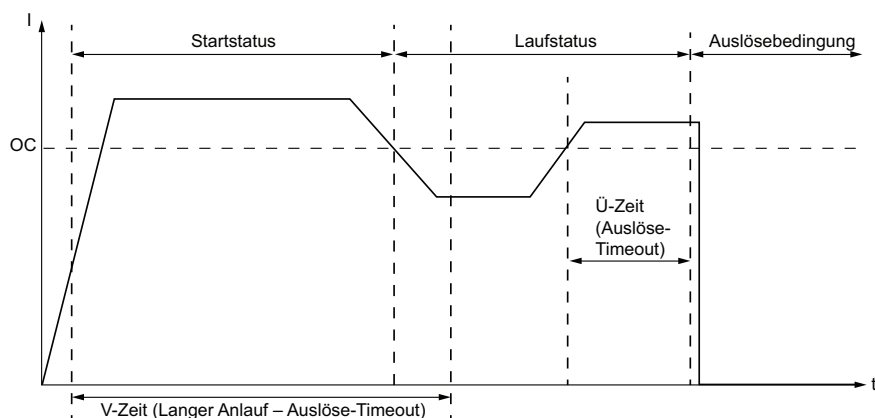 I
Startstatus
Laufstatus
Auslösebedingung
OC
Ü-Zeit
(Auslöse-
Timeout)
t
V-Zeit (Langer Anlauf – Auslöse-Timeout)